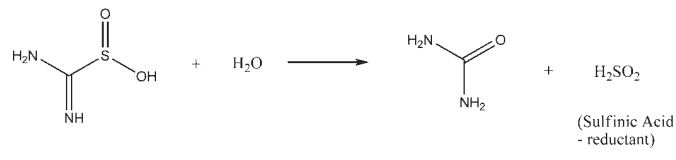 O
H₂N
S
OH
NH
+
H₂O
H₂N
O
NH₂
+
H₂SO₂
(Sulfinic Acid
- reductant)